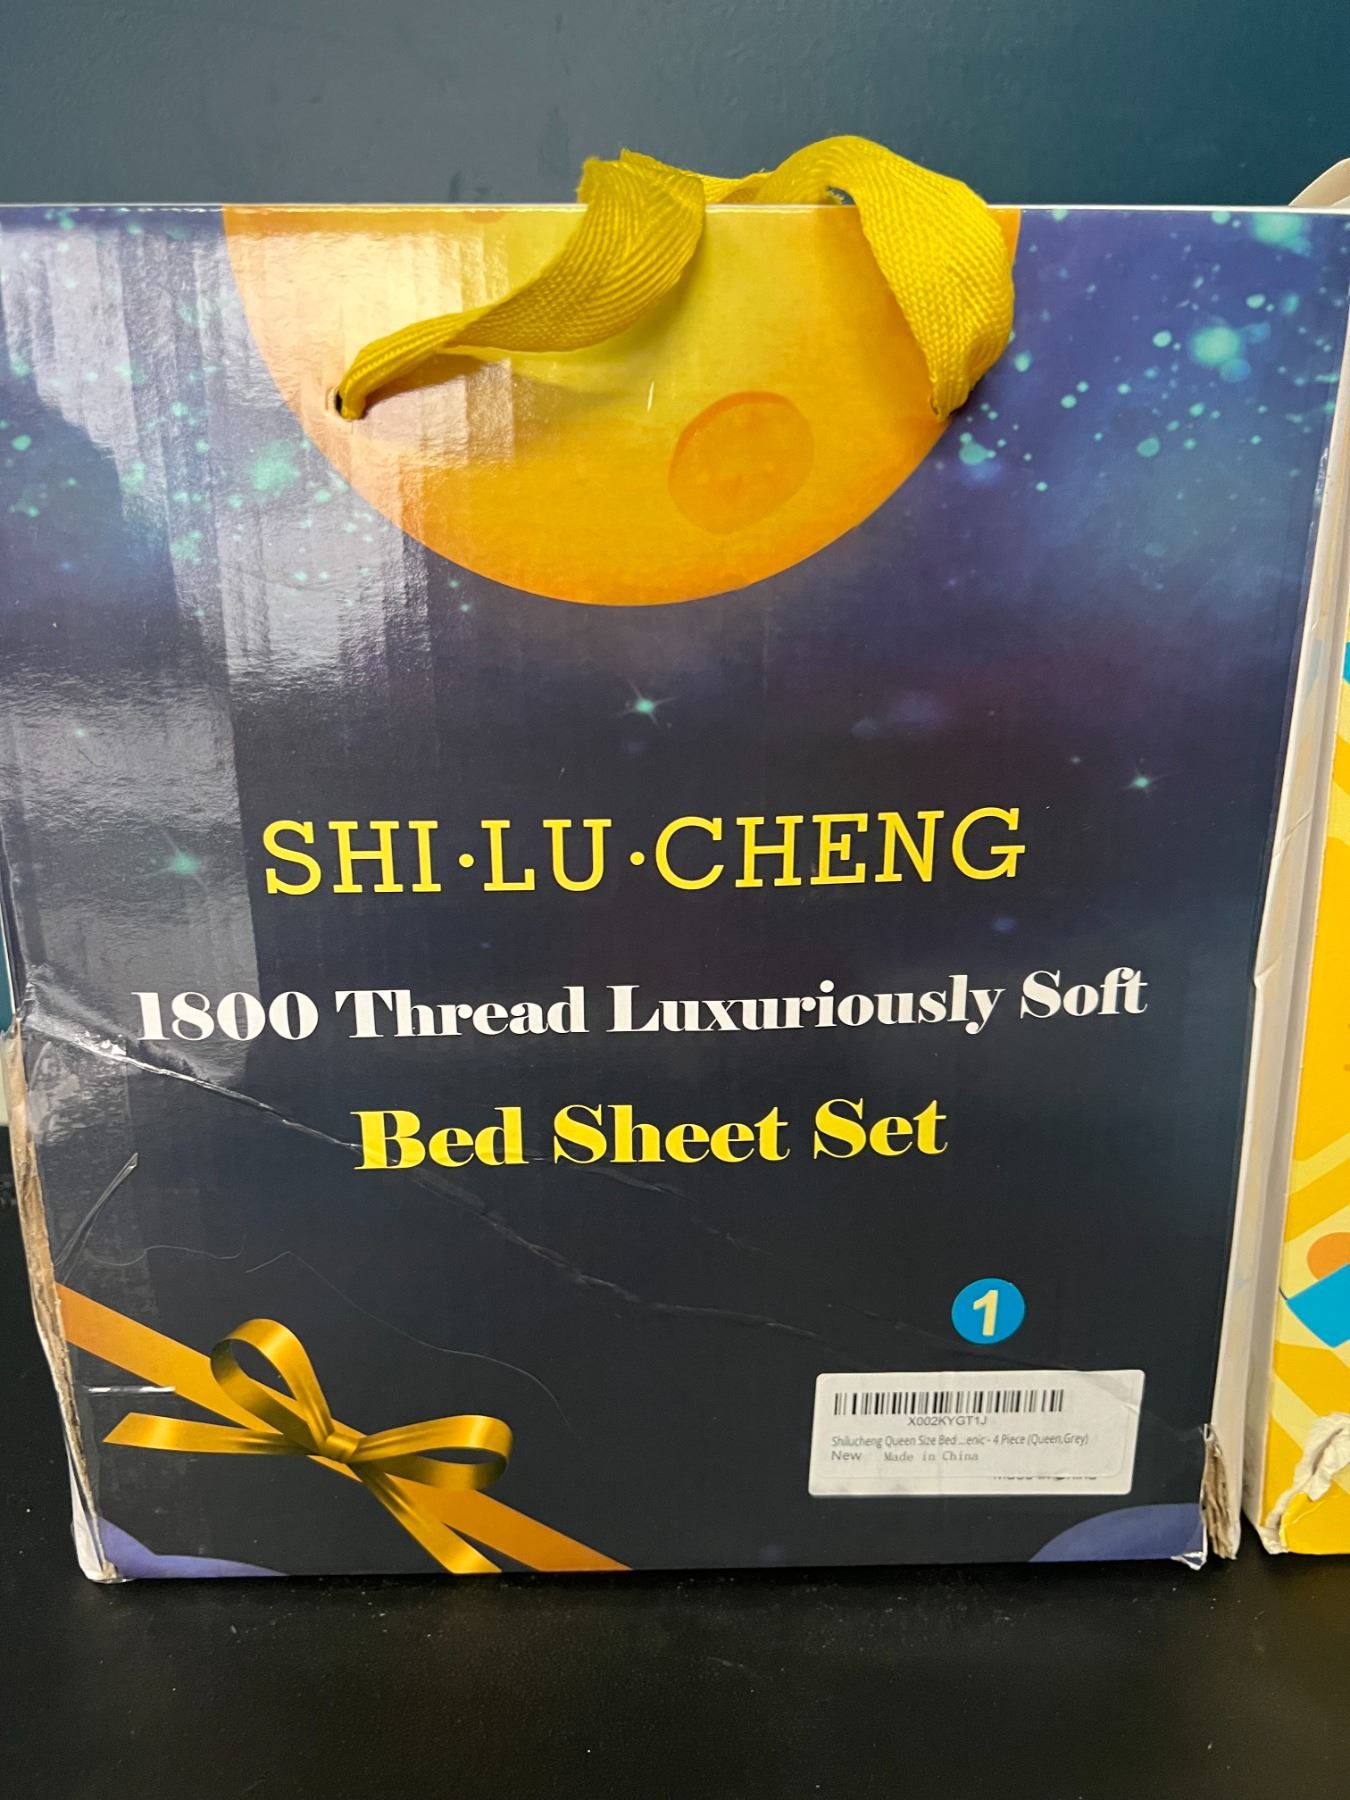 SHI·LU·CHENG
1800 Thread Luxuriously Soft
Bed Sheet Set
1
X002KYGT1J
Shilucheng Queen Size Bed ...enic - 4 Piece (Queen,Grey)
New Made in China